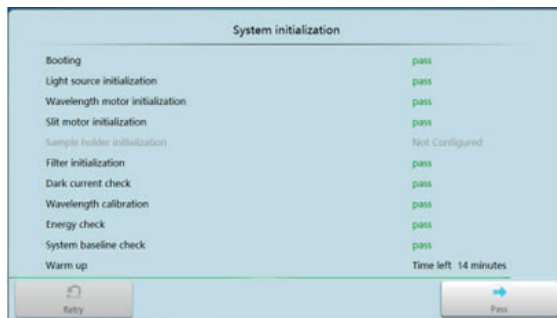 System initialization
Booting pass
Light source initialization pass
Wavelength motor initialization pass
Slit motor initialization pass
Sample holder initialization Not Configured
Filter initialization pass
Dark current check pass
Wavelength calibration pass
Energy check pass
System baseline check pass
Warm up Time left 14 minutes
Retry Pass